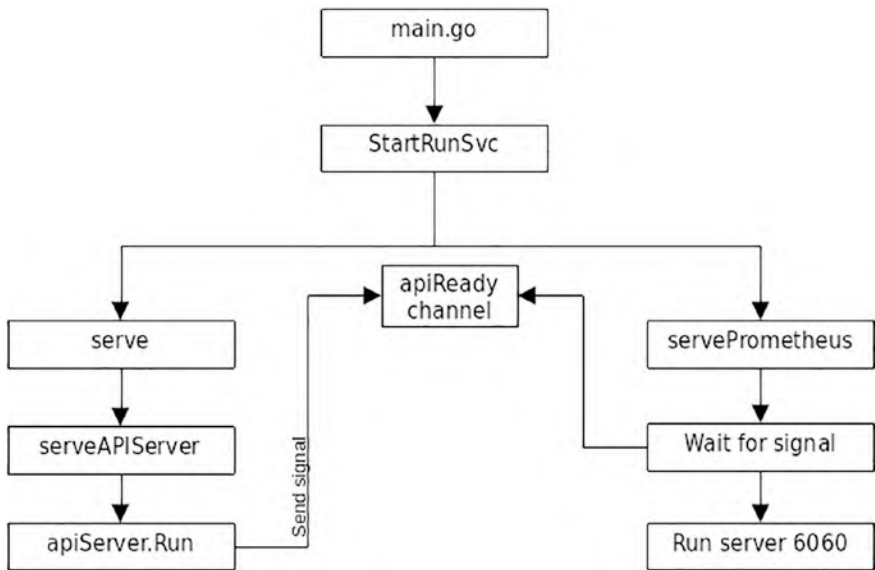 main.go
StartRunSvc
apiReady
channel
serve
servePrometheus
serveAPIServer
Wait for signal
Send signal
apiServer.Run
Run server 6060